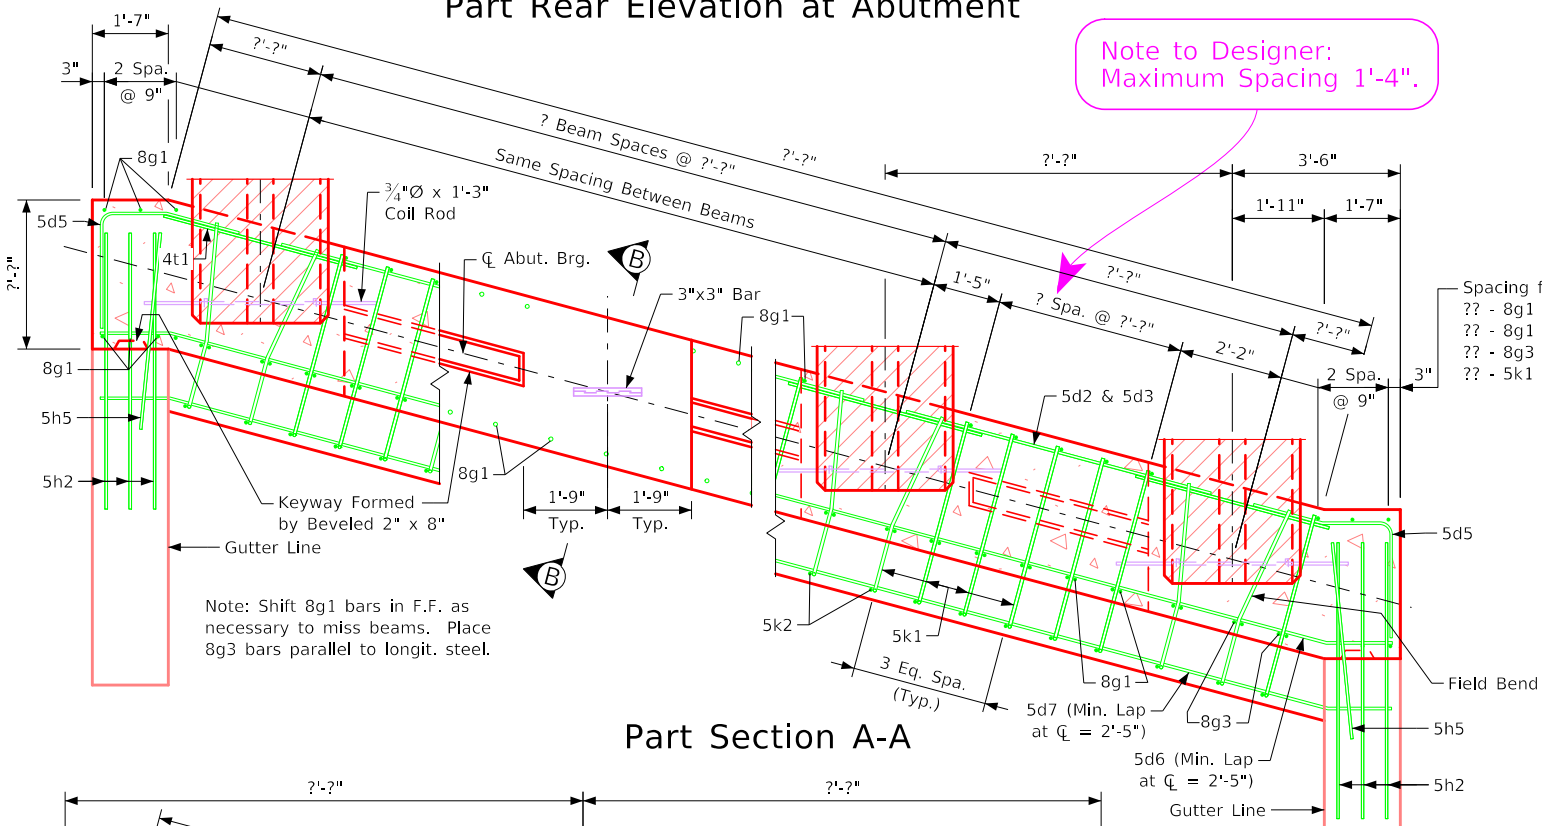 Part Rear Elevation at Abutment
1'-7"
3"
2 Spa.
@ 9"
?'-?"
? Beam Spaces @ ?'-?"
?'-?"
Same Spacing Between Beams
Note to Designer:
Maximum Spacing 1'-4".
?'-?"
3'-6"
1'-11"
1'-7"
8g1
5d5
?'-?"
4t1
¾"Ø x 1'-3"
Coil Rod
℄ Abut. Brg.
B
3"x3" Bar
8g1
1'-5"
?'-?"
? Spa. @ ?'-?"
?'-?"
2'-2"
2 Spa.
@ 9"
3"
Spacing f
?? - 8g1
?? - 8g1
?? - 8g3
?? - 5k1
8g1
5h5
5h2
8g1
Keyway Formed
by Beveled 2" x 8"
Gutter Line
1'-9"
Typ.
1'-9"
Typ.
B
5d2 & 5d3
5d5
Note: Shift 8g1 bars in F.F. as
necessary to miss beams. Place
8g3 bars parallel to longit. steel.
5k2
5k1
3 Eq. Spa.
(Typ.)
8g1
5d7 (Min. Lap
at ℄ = 2'-5")
8g3
5d6 (Min. Lap
at ℄ = 2'-5")
Field Bend
5h5
5h2
Gutter Line
Part Section A-A
?'-?"
?'-?"